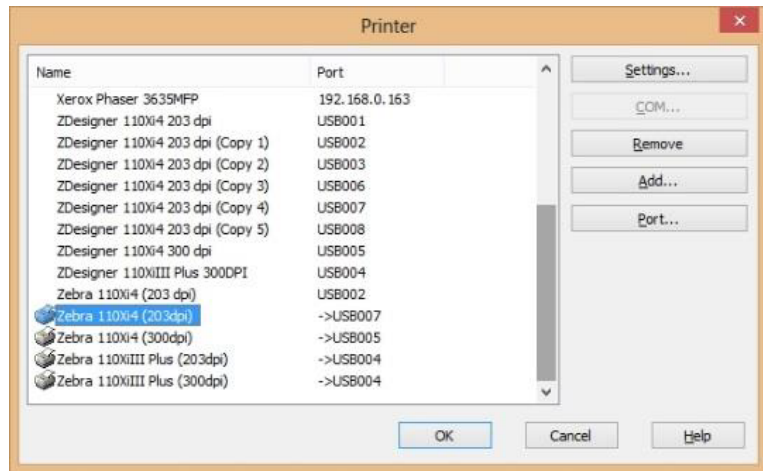 Printer
Name Port
Xerox Phaser 3635MFP 192.168.0.163
ZDesigner 110Xi4 203 dpi USB001
ZDesigner 110Xi4 203 dpi (Copy 1) USB002
ZDesigner 110Xi4 203 dpi (Copy 2) USB003
ZDesigner 110Xi4 203 dpi (Copy 3) USB006
ZDesigner 110Xi4 203 dpi (Copy 4) USB007
ZDesigner 110Xi4 203 dpi (Copy 5) USB008
ZDesigner 110Xi4 300 dpi USB005
ZDesigner 110XiIII Plus 300DPI USB004
Zebra 110Xi4 (203 dpi) USB002
Zebra 110Xi4 (203dpi) ->USB007
Zebra 110Xi4 (300dpi) ->USB005
Zebra 110XiIII Plus (203dpi) ->USB004
Zebra 110XiIII Plus (300dpi) ->USB004
Settings...
COM...
Remove
Add...
Port...
OK Cancel Help